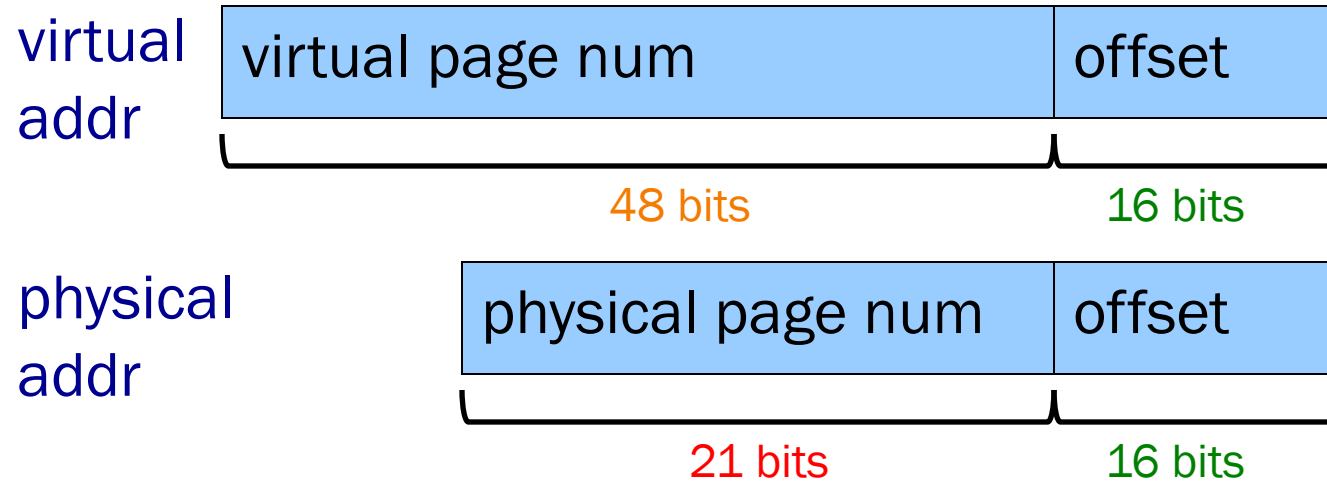 virtual addr
virtual page num
offset
48 bits
16 bits
physical addr
physical page num
offset
21 bits
16 bits